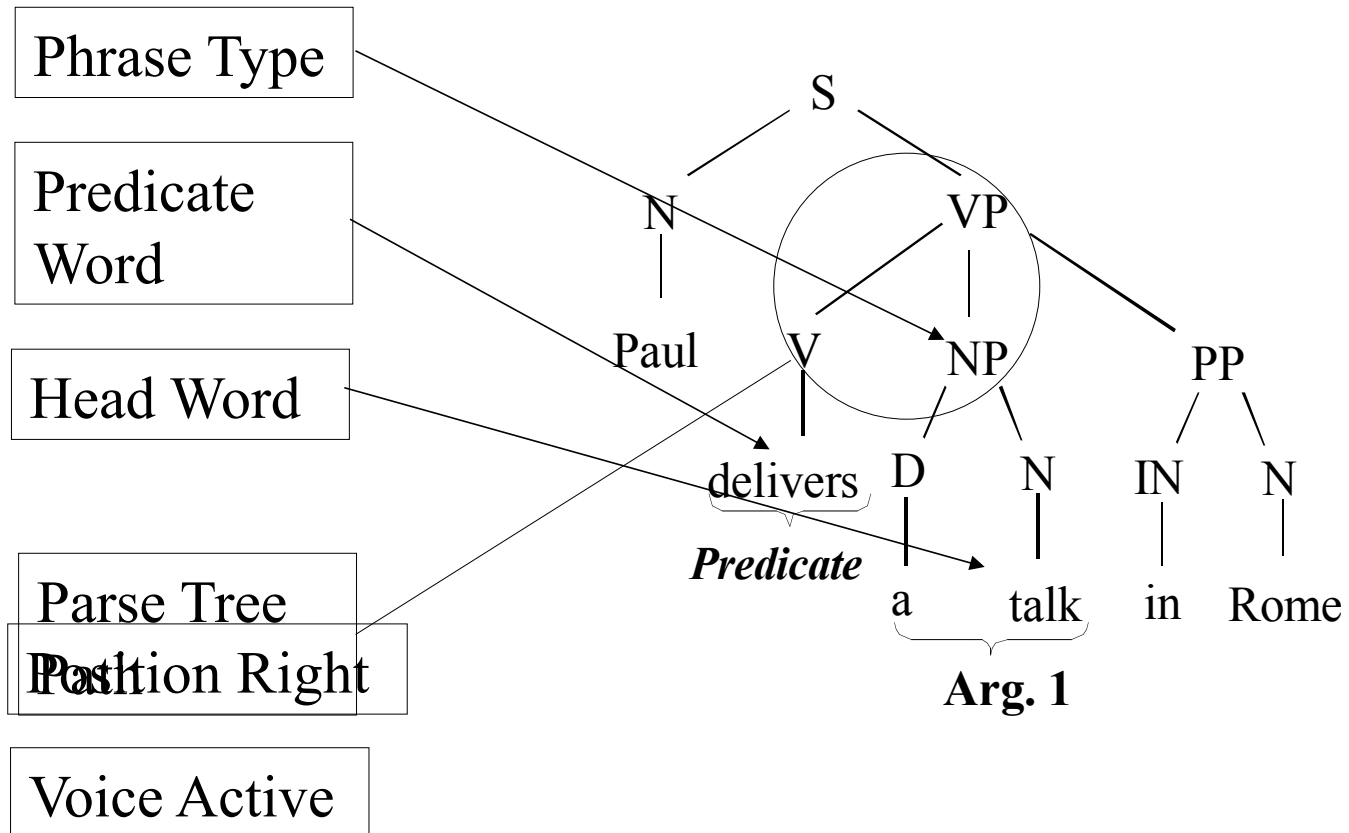 Phrase Type
Predicate
Word
Head Word
Parse Tree
Path
Position Right
Voice Active
S
N VP
Paul V NP PP
delivers D N IN N
Predicate
a talk in Rome
Arg. 1